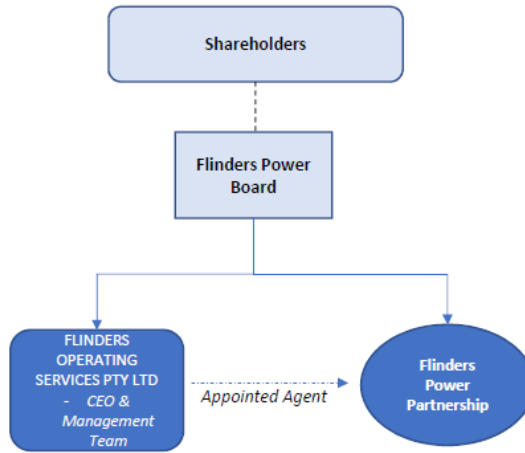 Shareholders
Flinders Power
Board
FLINDERS
OPERATING
SERVICES PTY LTD
- CEO &
Management
Team
Appointed Agent
Flinders
Power
Partnership